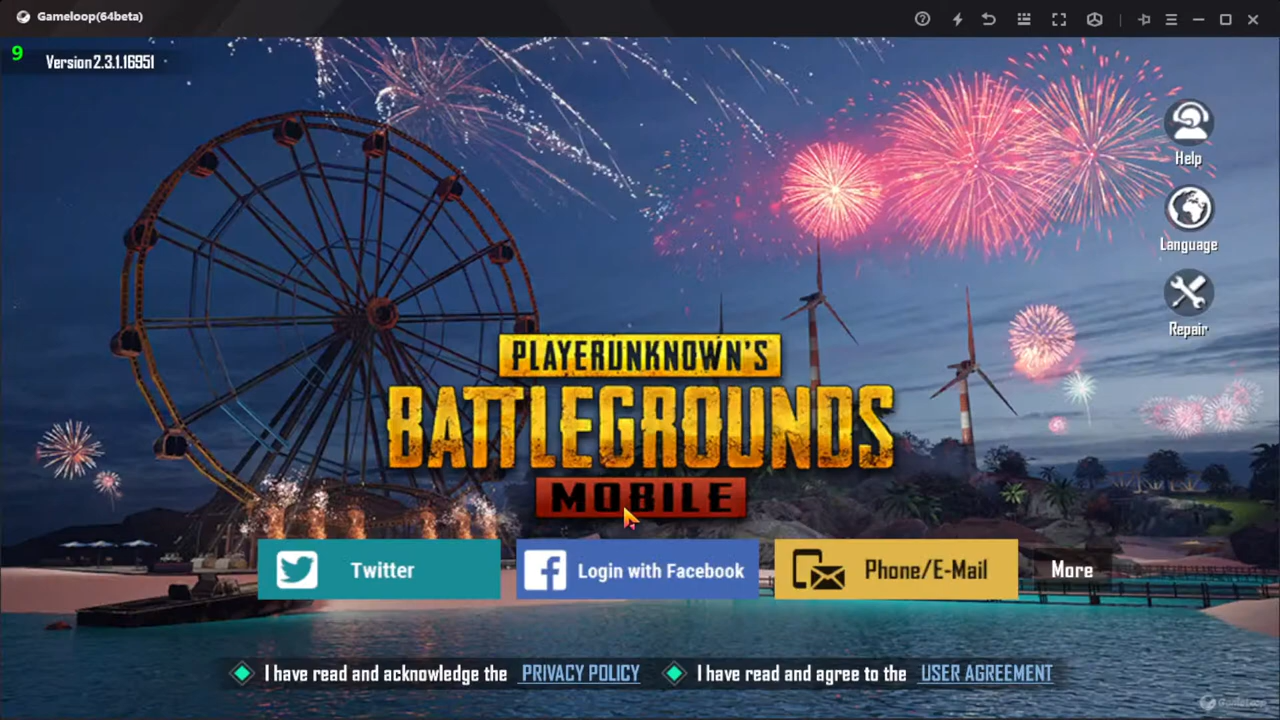 Gameloop(64beta)
9
Version2.3.1.16951
Help
Language
Repair
PLAYERUNKNOWN'S
BATTLEGROUNDS
MOBILE
Twitter
Login with Facebook
Phone/E-Mail
More
I have read and acknowledge the PRIVACY POLICY
I have read and agree to the USER AGREEMENT
GameLoop